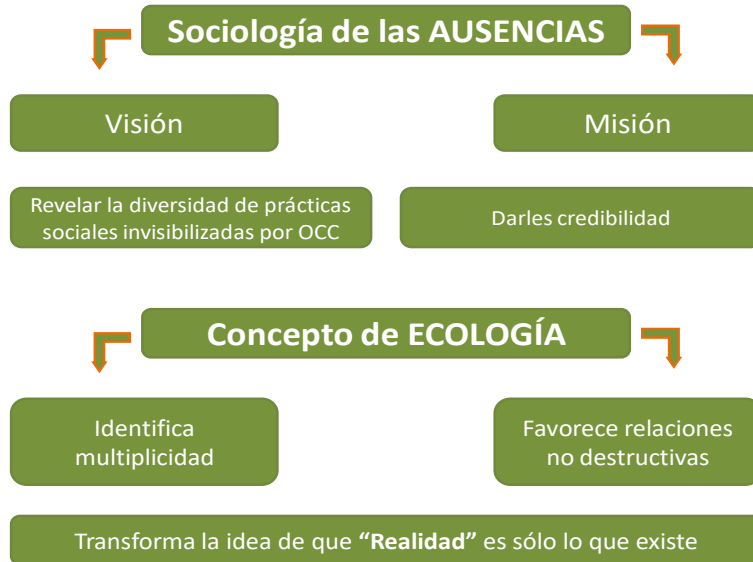 Sociología de las AUSENCIAS
Visión
Misión
Revelar la diversidad de prácticas
sociales invisibilizadas por OCC
Darles credibilidad
Concepto de ECOLOGÍA
Identifica
multiplicidad
Favorece relaciones
no destructivas
Transforma la idea de que “Realidad” es sólo lo que existe